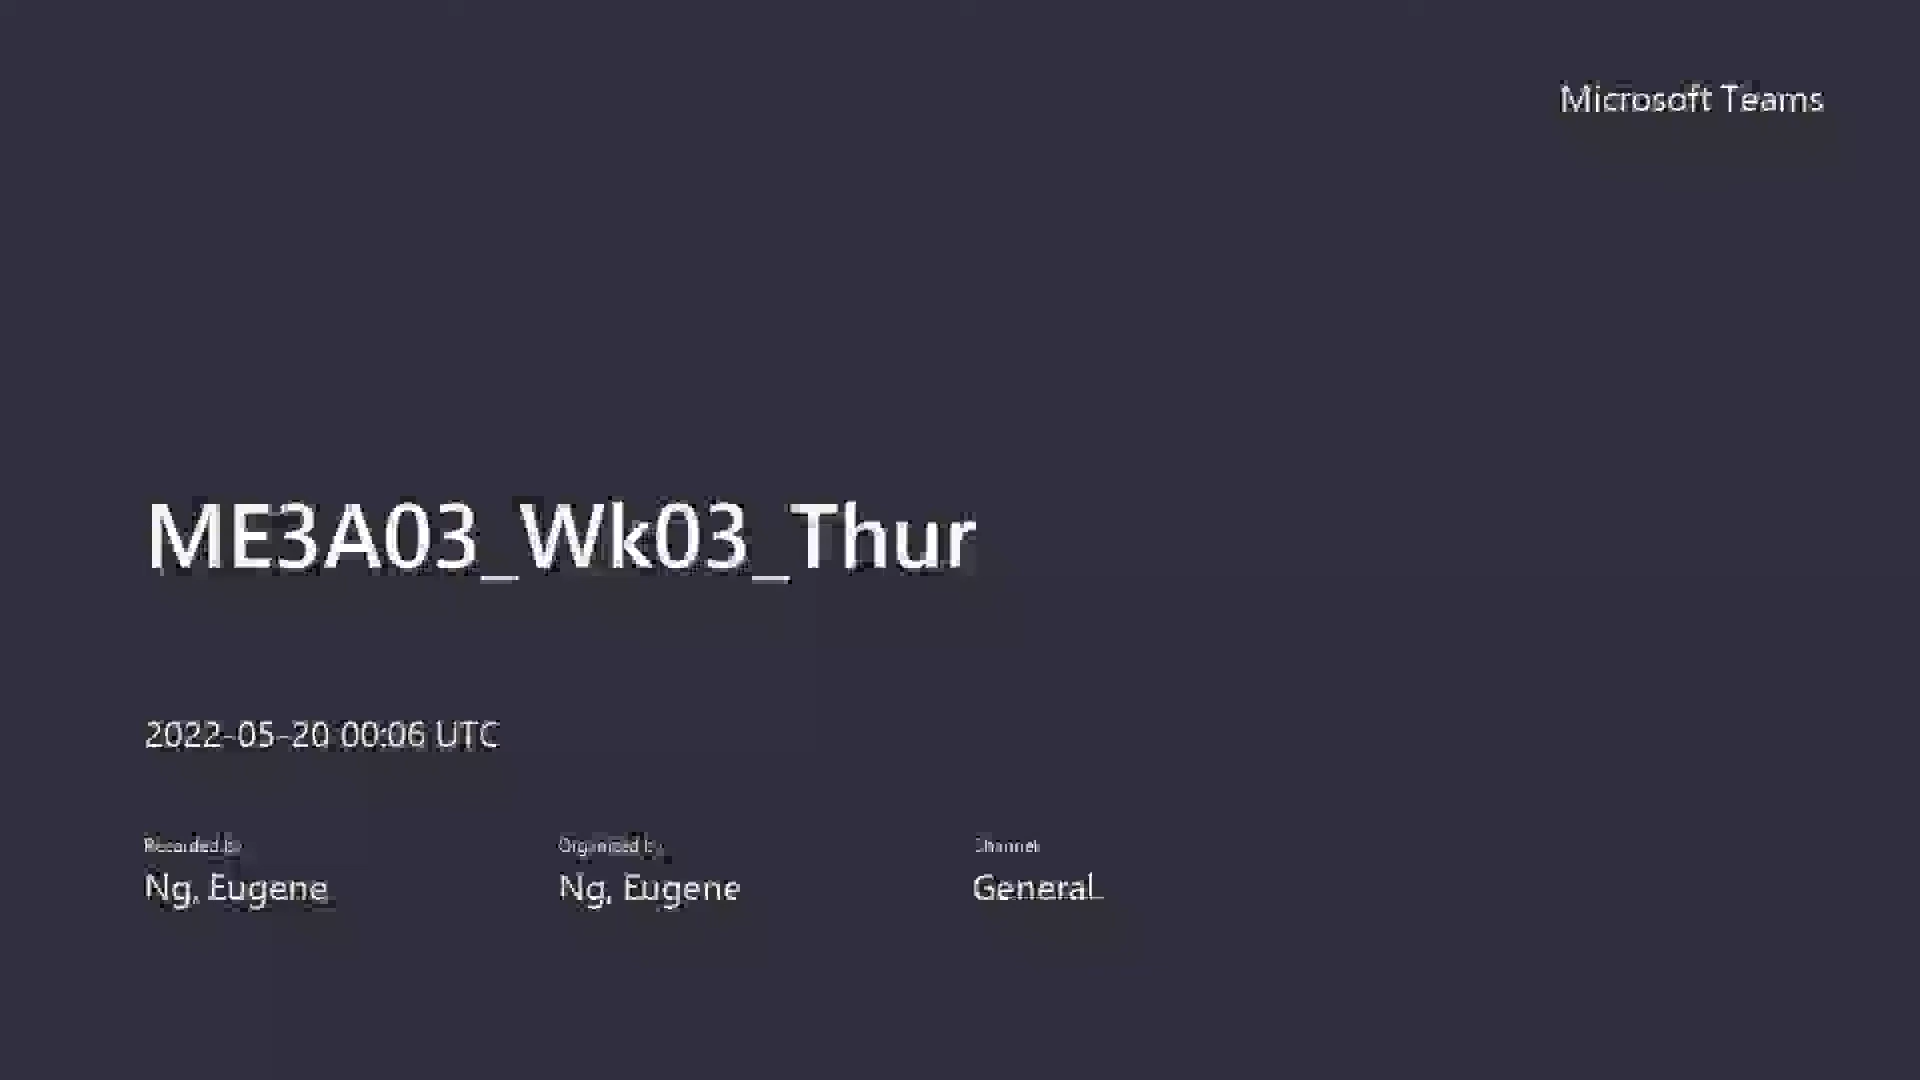 Microsoft Teams
ME3A03_Wk03_Thur
2022-05-20 00:06 UTC
Recorded by
Organized by
Channel
Ng, Eugene
Ng, Eugene
General